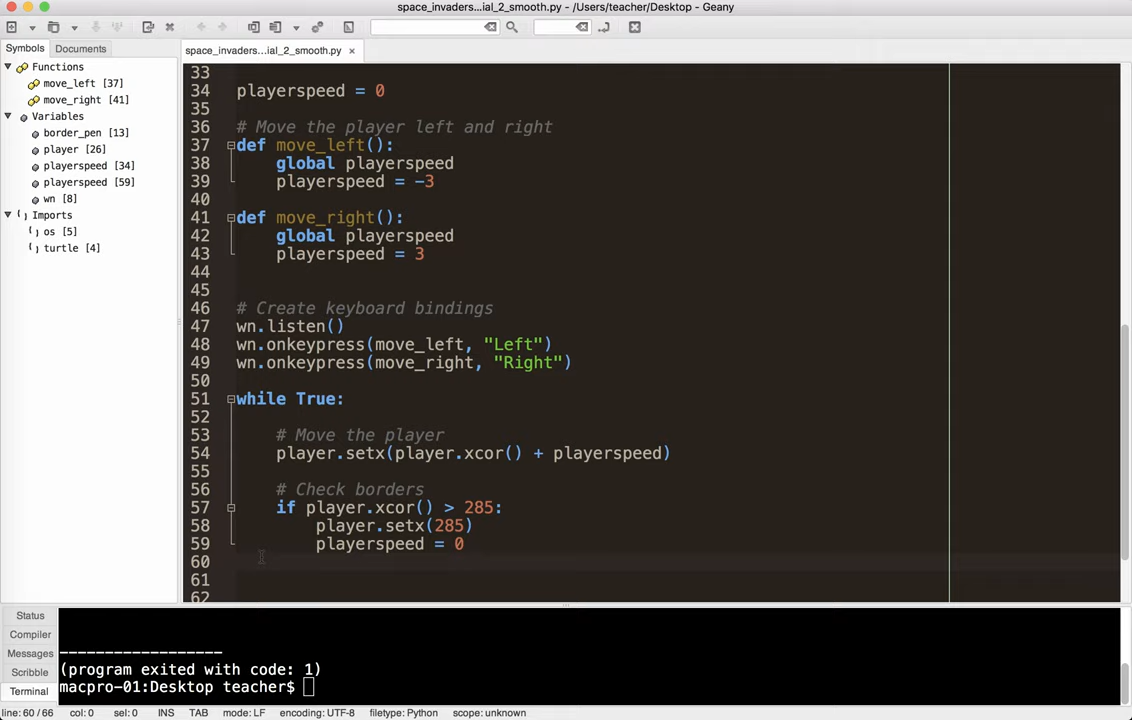 space_invaders...ial_2_smooth.py - /Users/teacher/Desktop - Geany
Symbols Documents
space_invaders...ial_2_smooth.py ×
Functions
move_left [37]
move_right [41]
Variables
border_pen [13]
player [26]
playerspeed [34]
playerspeed [59]
wn [8]
Imports
os [5]
turtle [4]
33
34 playerspeed = 0
35
36 # Move the player left and right
37 def move_left():
38 global playerspeed
39 playerspeed = -3
40
41 def move_right():
42 global playerspeed
43 playerspeed = 3
44
45
46 # Create keyboard bindings
47 wn.listen()
48 wn.onkeypress(move_left, "Left")
49 wn.onkeypress(move_right, "Right")
50
51 while True:
52
53 # Move the player
54 player.setx(player.xcor() + playerspeed)
55
56 # Check borders
57 if player.xcor() > 285:
58 player.setx(285)
59 playerspeed = 0
60
61
62
Status
Compiler
Messages
Scribble
Terminal
------------------
(program exited with code: 1)
macpro-01:Desktop teacher$
line: 60 / 66 col: 0 sel: 0 INS TAB mode: LF encoding: UTF-8 filetype: Python scope: unknown